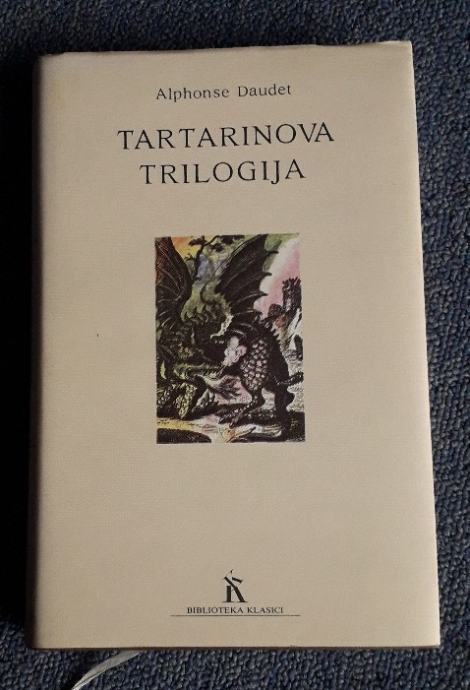 Alphonse Daudet
TARTARINOVA
TRILOGIJA
K
BIBLIOTEKA KLASICI